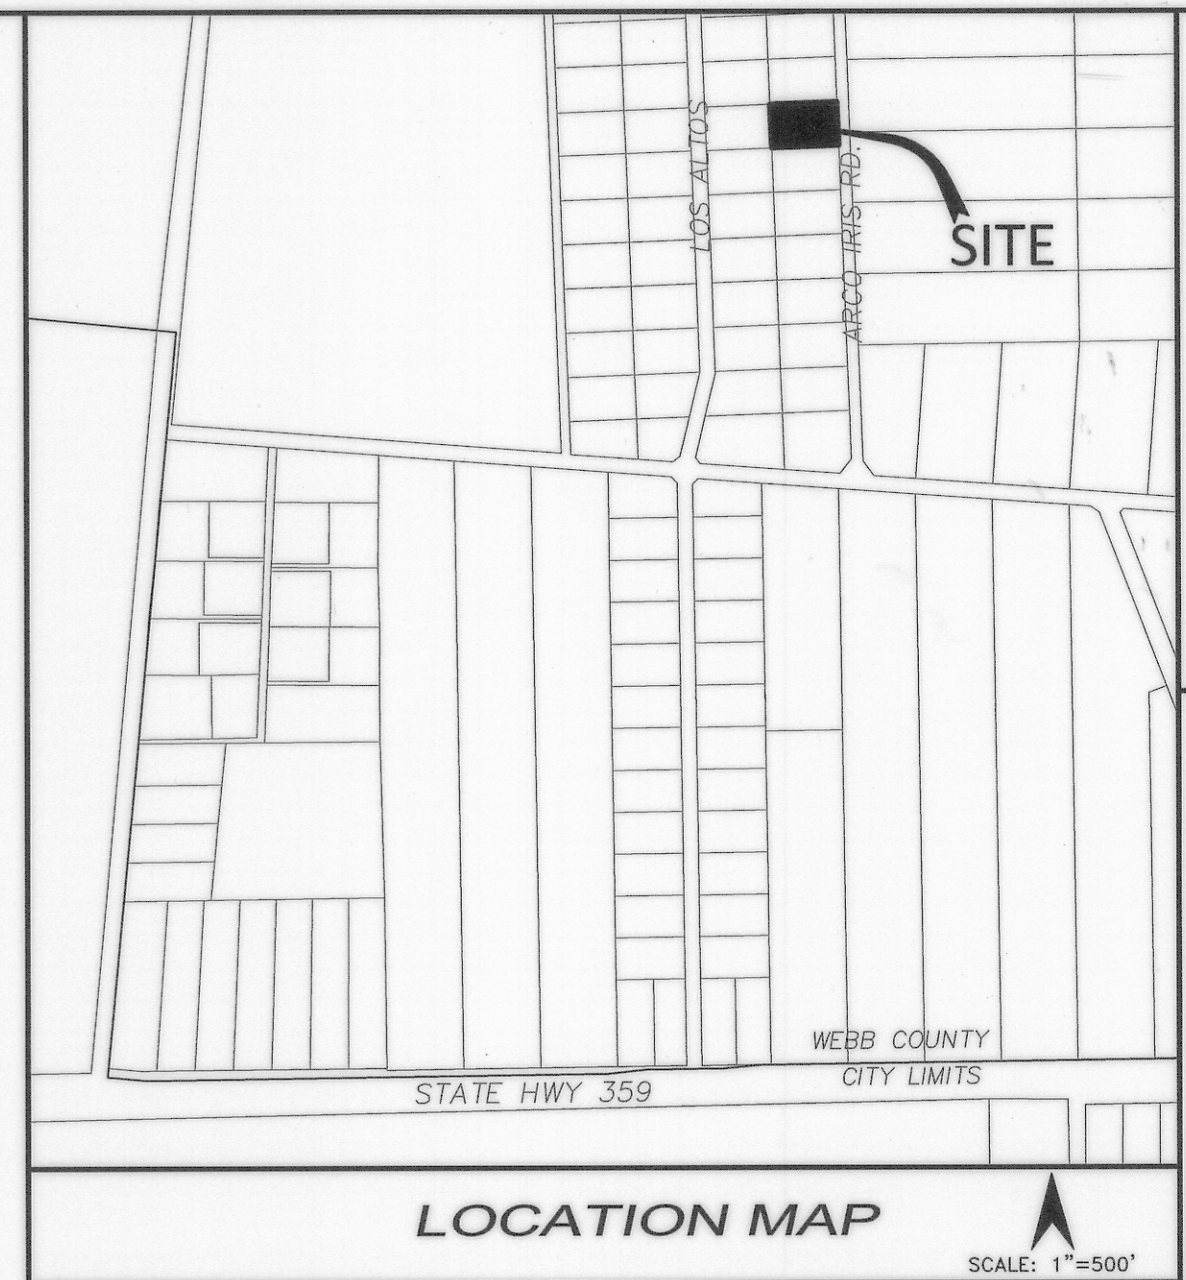 LOS ALTOS
ARCO IRIS RD.
SITE
WEBB COUNTY
CITY LIMITS
STATE HWY 359
LOCATION MAP
SCALE: 1"=500'